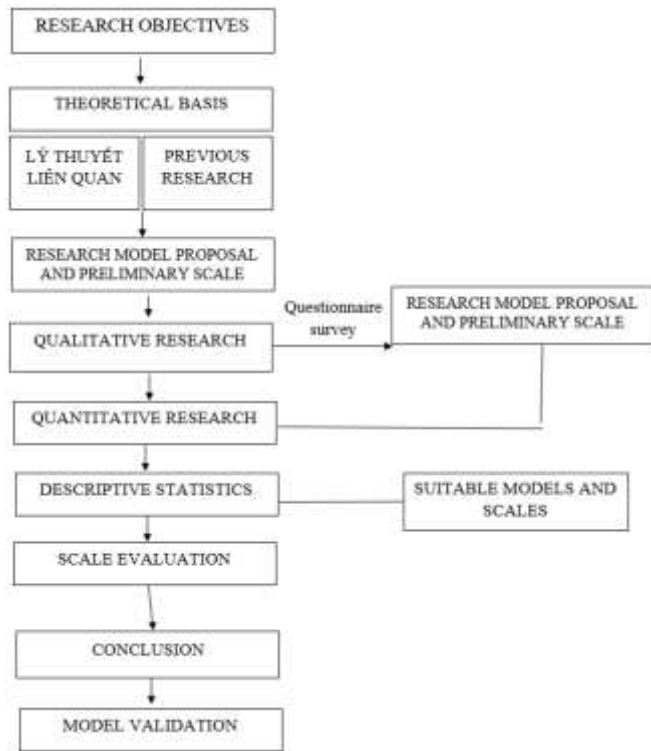 RESEARCH OBJECTIVES
THEORETICAL BASIS
LÝ THUYẾT
LIÊN QUAN
PREVIOUS
RESEARCH
RESEARCH MODEL PROPOSAL
AND PRELIMINARY SCALE
Questionnaire
survey
RESEARCH MODEL PROPOSAL
AND PRELIMINARY SCALE
QUALITATIVE RESEARCH
QUANTITATIVE RESEARCH
DESCRIPTIVE STATISTICS
SUITABLE MODELS AND
SCALES
SCALE EVALUATION
CONCLUSION
MODEL VALIDATION